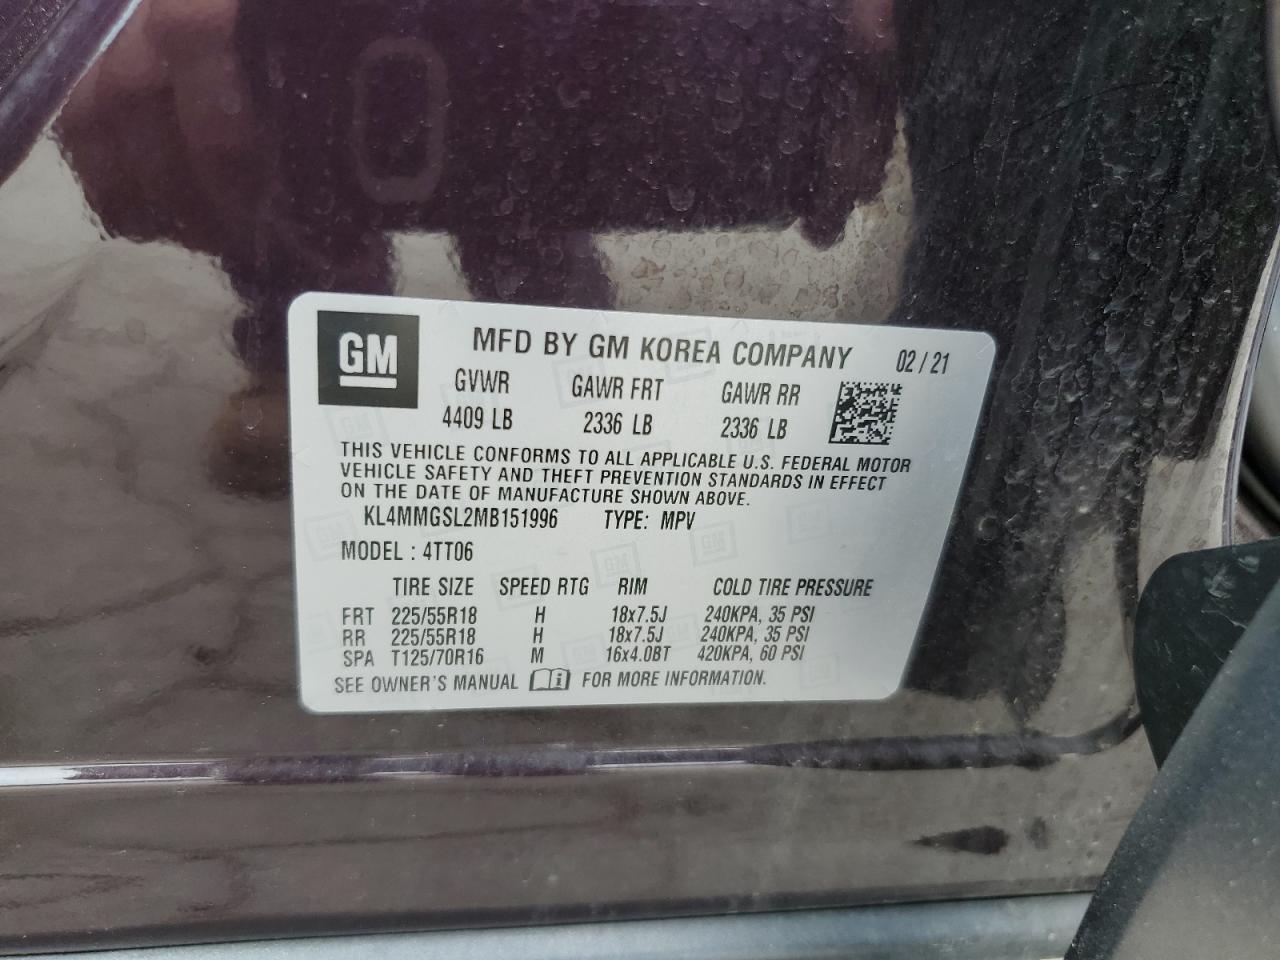 GM
MFD BY GM KOREA COMPANY 02 / 21
GVWR GAWR FRT GAWR RR
4409 LB 2336 LB 2336 LB
THIS VEHICLE CONFORMS TO ALL APPLICABLE U.S. FEDERAL MOTOR
VEHICLE SAFETY AND THEFT PREVENTION STANDARDS IN EFFECT
ON THE DATE OF MANUFACTURE SHOWN ABOVE.
KL4MMGSL2MB151996 TYPE: MPV
MODEL : 4TT06
TIRE SIZE SPEED RTG RIM COLD TIRE PRESSURE
FRT 225/55R18 H 18x7.5J 240KPA, 35 PSI
RR 225/55R18 H 18x7.5J 240KPA, 35 PSI
SPA T125/70R16 M 16x4.0BT 420KPA, 60 PSI
SEE OWNER'S MANUAL i FOR MORE INFORMATION.